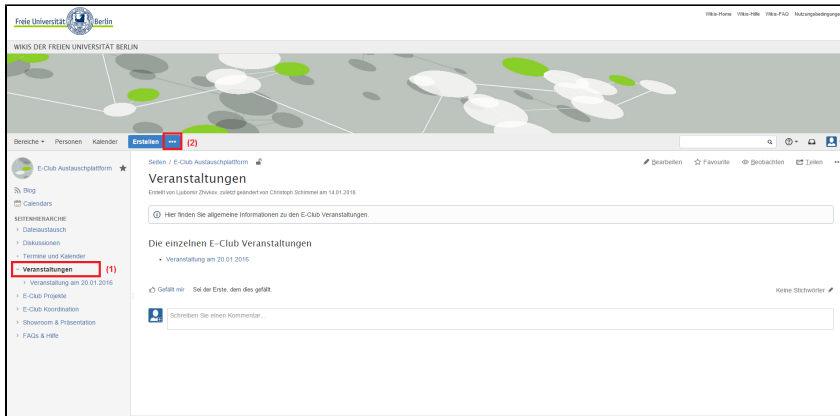 Freie Universität Berlin
Wikis-Home Wikis-Hilfe Wikis-FAQ Nutzungsbedingunge
WIKIS DER FREIEN UNIVERSITÄT BERLIN
Bereiche Personen Kalender Erstellen ••• (2)
E-Club Austauschplattform
Seiten / E-Club Austauschplattform
Bearbeiten Favourite Beobachten Teilen •••
Veranstaltungen
Erstellt von Ljubomir Zhivkov, zuletzt geändert von Christoph Schimmel am 14.01.2016
Blog
Calendars
SEITENHIERARCHIE
Dateiaustausch
Diskussionen
Termine und Kalender
Veranstaltungen (1)
Veranstaltung am 20.01.2016
E-Club Projekte
E-Club Koordination
Showroom & Präsentation
FAQs & Hilfe
Hier finden Sie allgemeine Informationen zu den E-Club Veranstaltungen.
Die einzelnen E-Club Veranstaltungen
• Veranstaltung am 20.01.2016
Gefällt mir Sei der Erste, dem dies gefällt.
Keine Stichwörter
Schreiben Sie einen Kommentar...